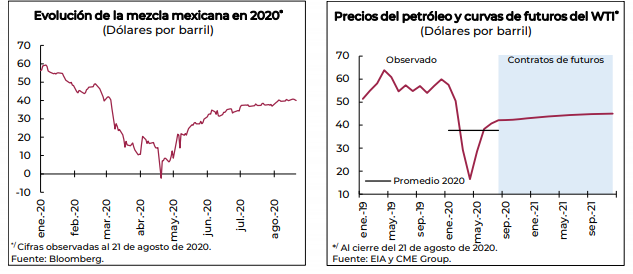 Evolución de la mezcla mexicana en 2020*
(Dólares por barril)
70
60
50
40
30
20
10
0
-10
ene.-20
feb.-20
mar.-20
abr.-20
may.-20
jun.-20
jul.-20
ago.-20
*/ Cifras observadas al 21 de agosto de 2020.
Fuente: Bloomberg.
Precios del petróleo y curvas de futuros del WTI*
(Dólares por barril)
70
60
50
40
30
20
10
Observado
Contratos de futuros
Promedio 2020
ene.-19
may.-19
sep.-19
ene.-20
may.-20
sep.-20
ene.-21
may.-21
sep.-21
*/ Al cierre del 21 de agosto de 2020.
Fuente: EIA y CME Group.